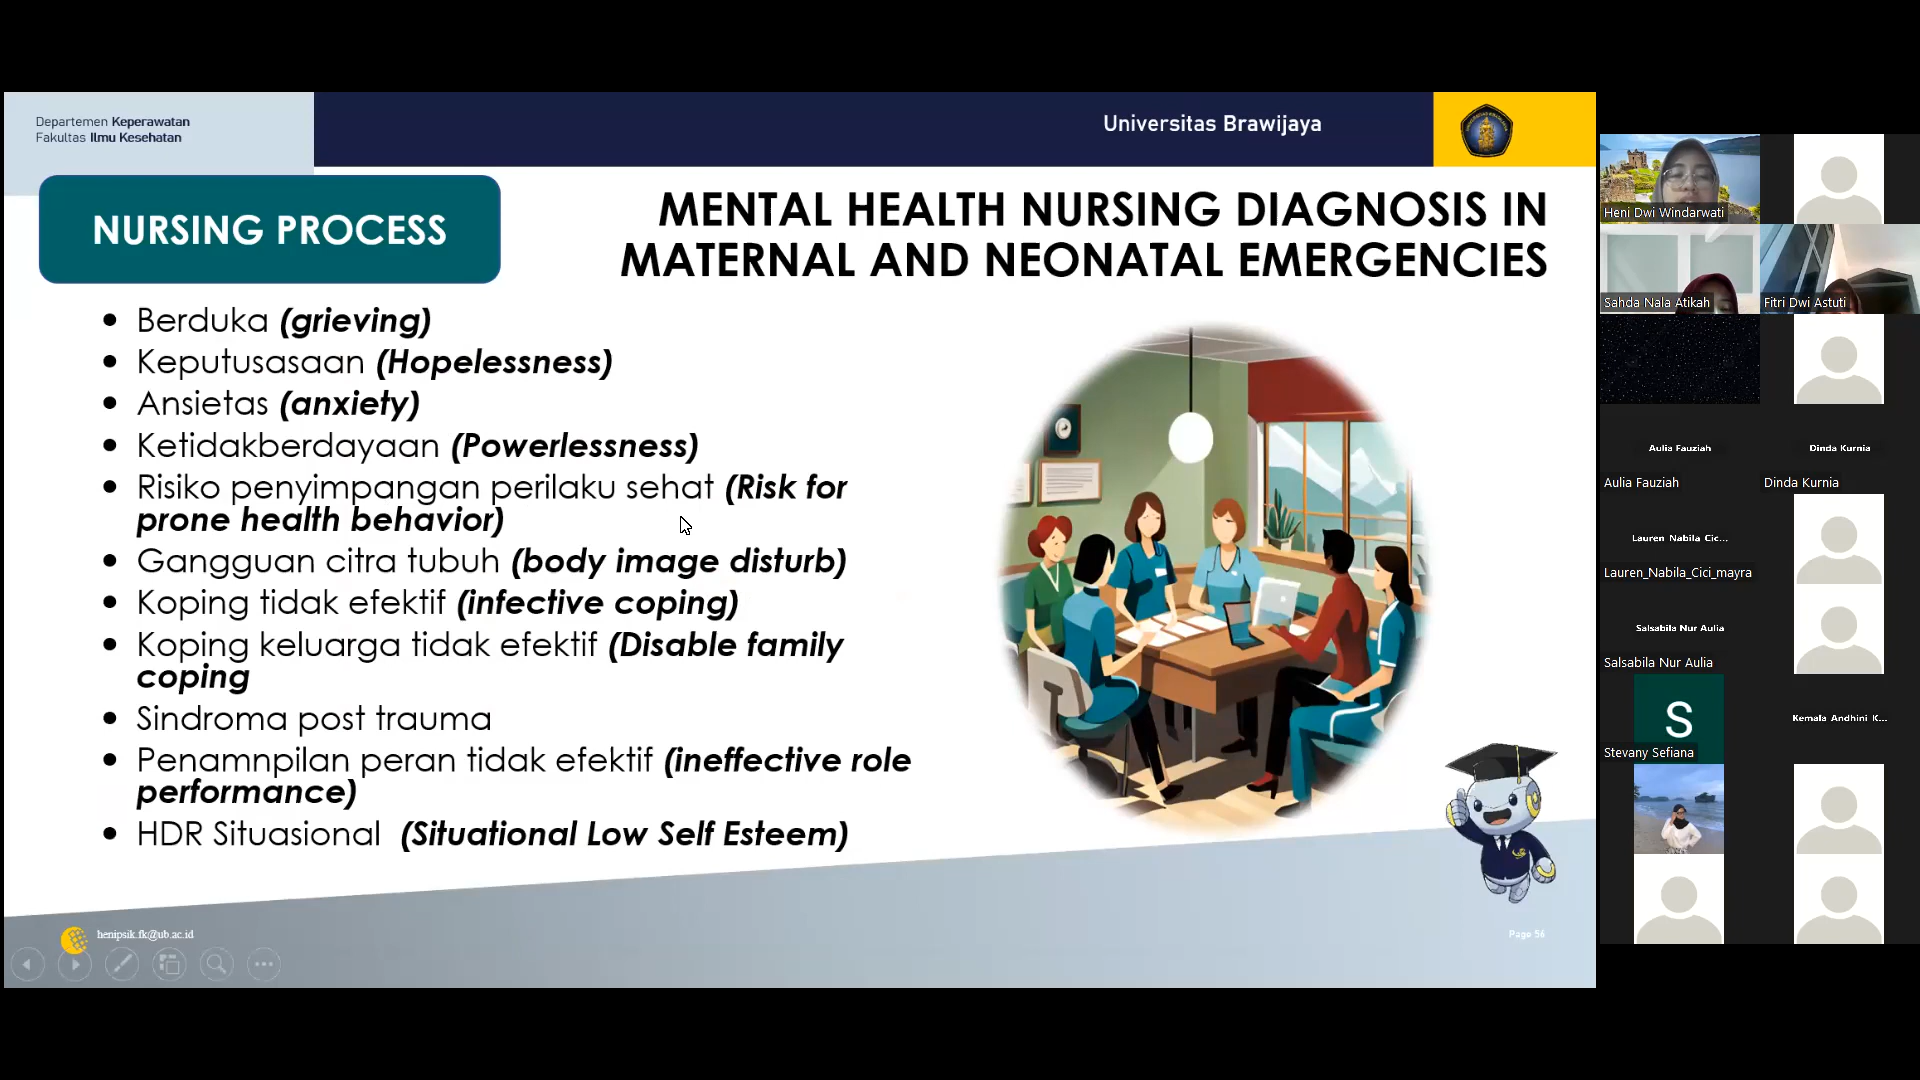 Departemen Keperawatan
Fakultas Ilmu Kesehatan
Universitas Brawijaya
NURSING PROCESS
MENTAL HEALTH NURSING DIAGNOSIS IN
MATERNAL AND NEONATAL EMERGENCIES
• Berduka (grieving)
• Keputusasaan (Hopelessness)
• Ansietas (anxiety)
• Ketidakberdayaan (Powerlessness)
• Risiko penyimpangan perilaku sehat (Risk for
prone health behavior)
• Gangguan citra tubuh (body image disturb)
• Koping tidak efektif (infective coping)
• Koping keluarga tidak efektif (Disable family
coping
• Sindroma post trauma
• Penamnpilan peran tidak efektif (ineffective role
performance)
• HDR Situasional (Situational Low Self Esteem)
henipsik.fk@ub.ac.id
Page 56
Heni Dwi Windarwati
Sahda Nala Atikah
Fitri Dwi Astuti
Aulia Fauziah
Dinda Kurnia
Aulia Fauziah
Dinda Kurnia
Lauren Nabila Cic...
Lauren_Nabila_Cici_mayra
Salsabila Nur Aulia
Salsabila Nur Aulia
S
Kemala Andhini K...
Stevany Sefiana